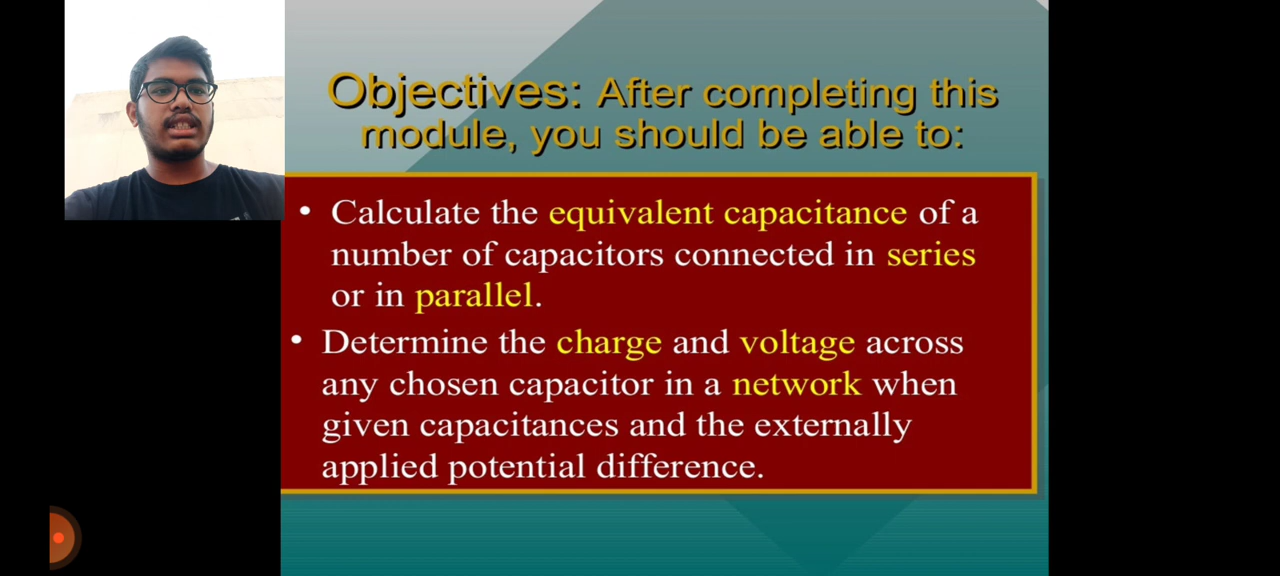 Objectives: After completing this
module, you should be able to:
• Calculate the equivalent capacitance of a
number of capacitors connected in series
or in parallel.
• Determine the charge and voltage across
any chosen capacitor in a network when
given capacitances and the externally
applied potential difference.